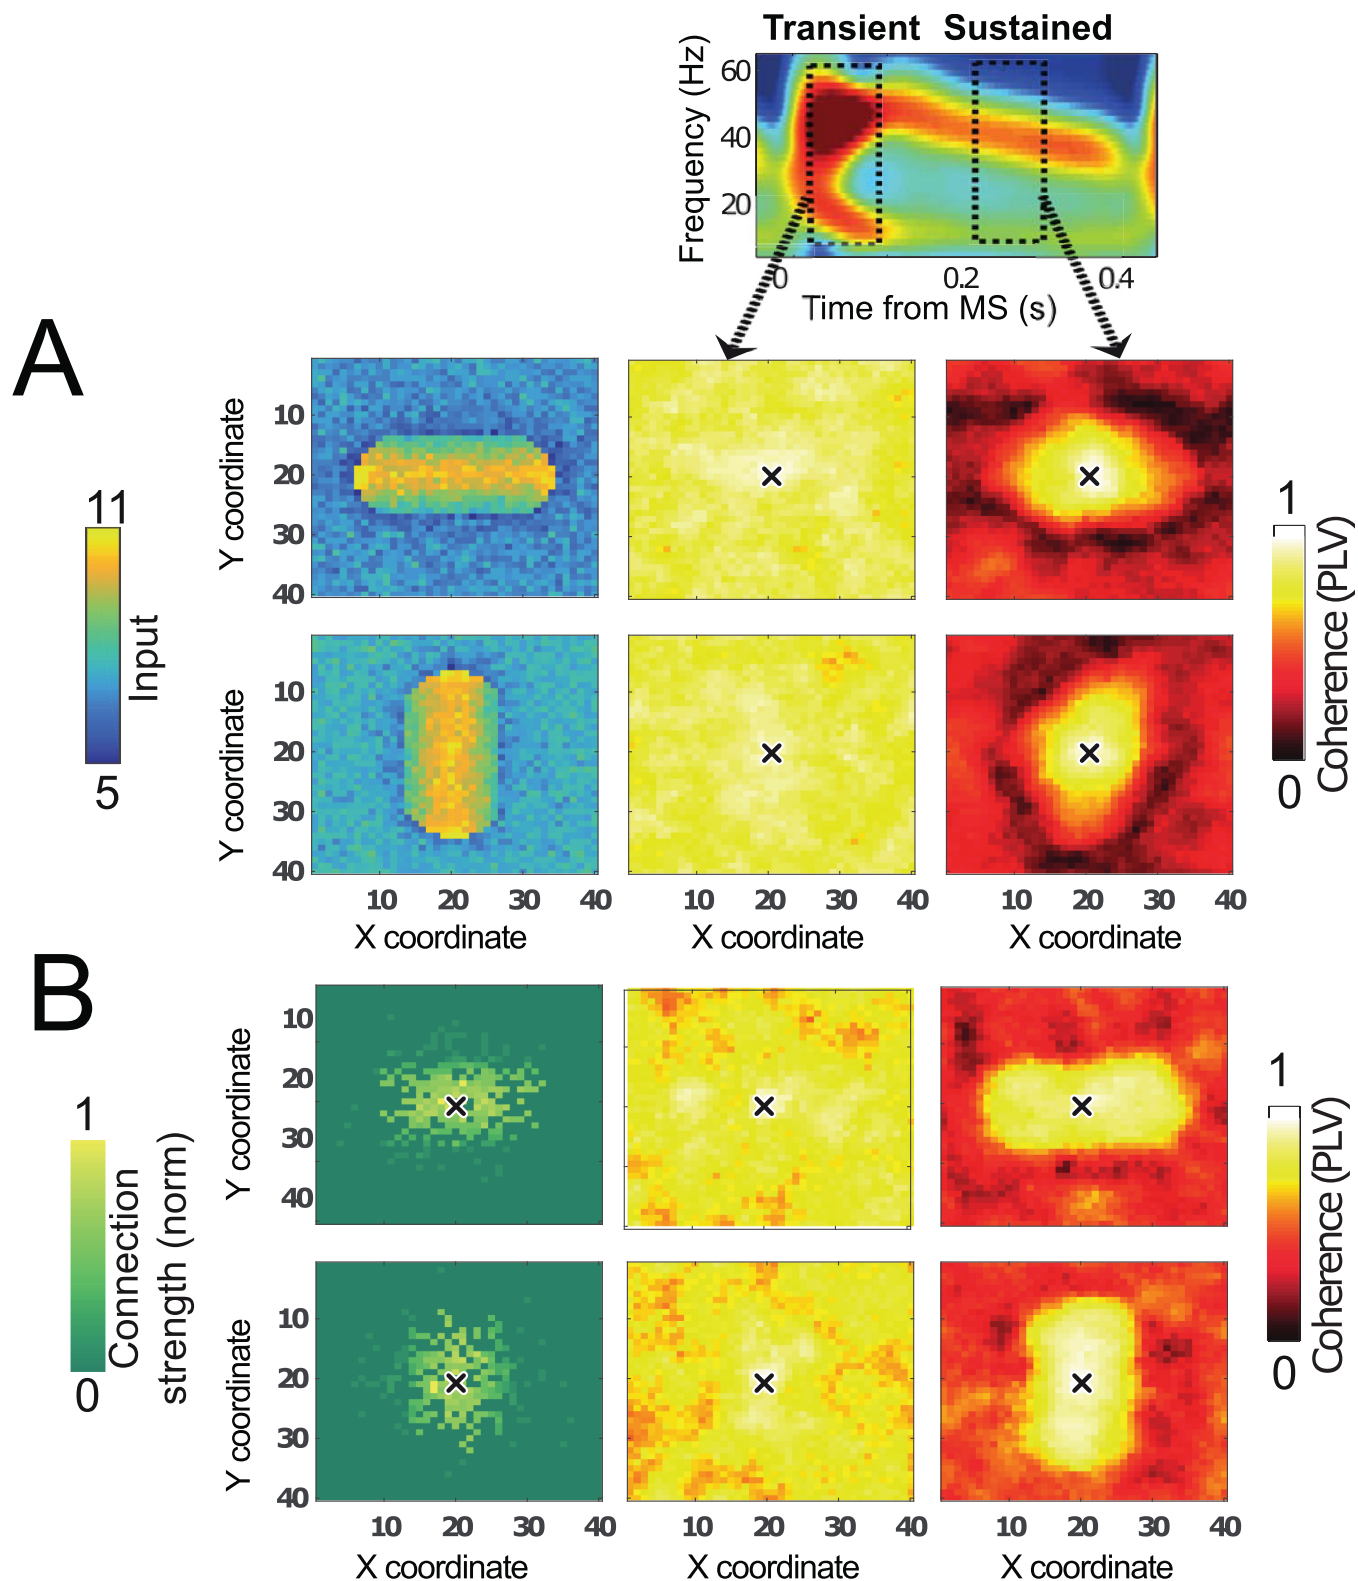 Transient Sustained
Frequency (Hz)
60
40
20
0 0.2 0.4
Time from MS (s)
A
11
5
Input
Y coordinate
10
20
30
40
1
0
Coherence (PLV)
Y coordinate
10
20
30
40
10 20 30 40 10 20 30 40 10 20 30 40
X coordinate X coordinate X coordinate
B
1
0
Connection
strength (norm)
Y coordinate
10
20
30
40
1
0
Coherence (PLV)
Y coordinate
10
20
30
40
10 20 30 40 10 20 30 40 10 20 30 40
X coordinate X coordinate X coordinate